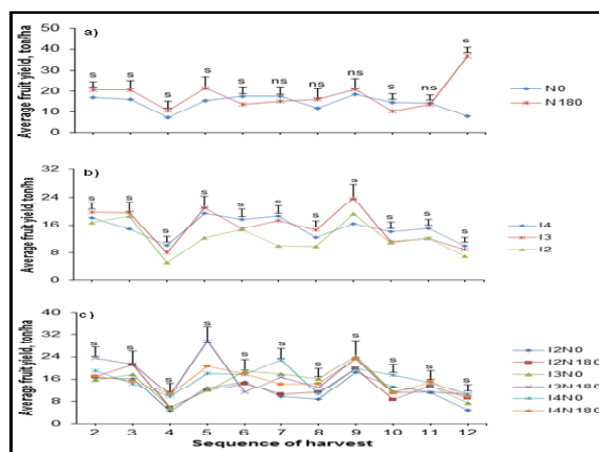 a)
Average fruit yield, ton/ha
50
40
30
20
10
0
s s s s s ns ns ns s ns s
N0
N180
b)
Average fruit yield, ton/ha
32
24
16
8
0
s s s s s s s s s s s
I4
I3
I2
c)
Average fruit yield, ton/ha
40
32
24
16
8
0
s s s s s s s s s s s
I2N0
I2N180
I3N0
I3N180
I4N0
I4N180
2 3 4 5 6 7 8 9 10 11 12
Sequence of harvest